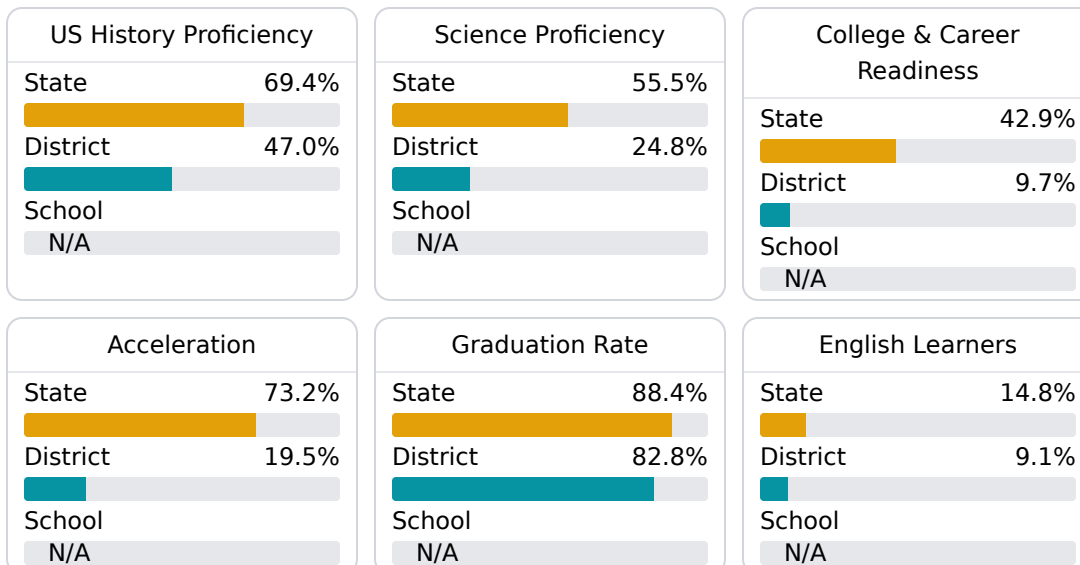 US History Proficiency
State 69.4%
District 47.0%
School
N/A
Science Proficiency
State 55.5%
District 24.8%
School
N/A
College & Career
Readiness
State 42.9%
District 9.7%
School
N/A
Acceleration
State 73.2%
District 19.5%
School
N/A
Graduation Rate
State 88.4%
District 82.8%
School
N/A
English Learners
State 14.8%
District 9.1%
School
N/A